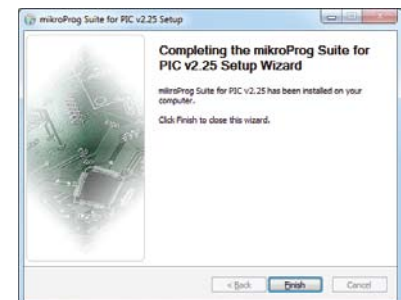 mikroProg Suite for PIC v2.25 Setup
Completing the mikroProg Suite for
PIC v2.25 Setup Wizard
mikroProg Suite for PIC v2.25 has been installed on your
computer.
Click Finish to close this wizard.
< Back
Finish
Cancel